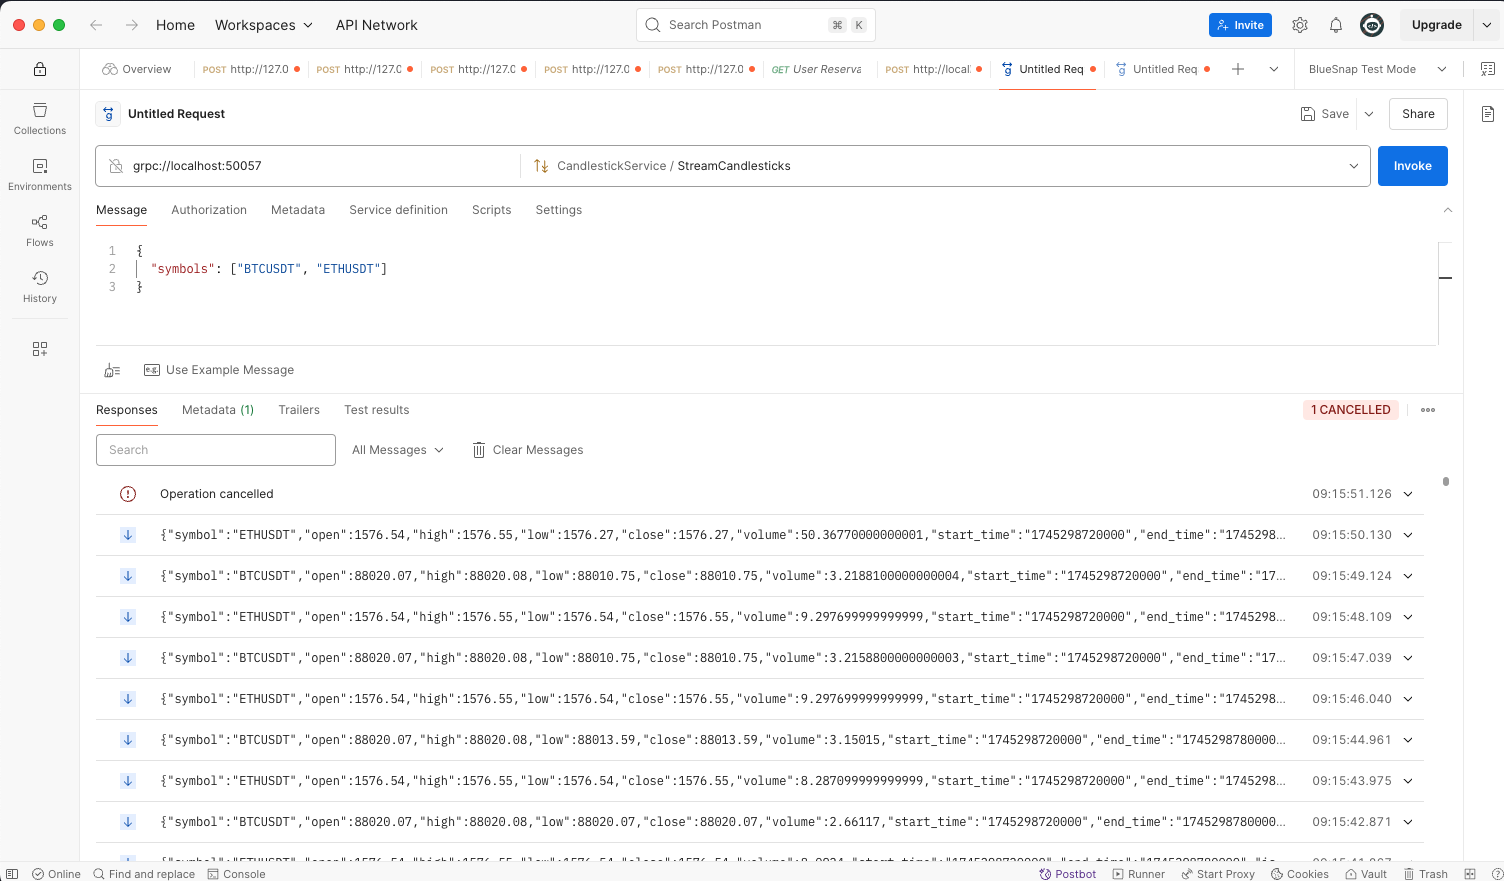 Home Workspaces API Network Search Postman ⌘ K Invite Upgrade
Overview POST http://127.0 POST http://127.0 POST http://127.0 POST http://127.0 POST http://127.0 GET User Reserva POST http://local Untitled Req Untitled Req BlueSnap Test Mode
Untitled Request Save Share
grpc://localhost:50057 CandlestickService / StreamCandlesticks Invoke
Collections
Environments
Flows
History
Message Authorization Metadata Service definition Scripts Settings
1 {
2 "symbols": ["BTCUSDT", "ETHUSDT"]
3 }
Use Example Message
Responses Metadata (1) Trailers Test results 1 CANCELLED
Search All Messages Clear Messages
Operation cancelled 09:15:51.126
{"symbol":"ETHUSDT","open":1576.54,"high":1576.55,"low":1576.27,"close":1576.27,"volume":50.36770000000001,"start_time":"1745298720000","end_time":"1745298... 09:15:50.130
{"symbol":"BTCUSDT","open":88020.07,"high":88020.08,"low":88010.75,"close":88010.75,"volume":3.2188100000000004,"start_time":"1745298720000","end_time":"17... 09:15:49.124
{"symbol":"ETHUSDT","open":1576.54,"high":1576.55,"low":1576.54,"close":1576.55,"volume":9.297699999999999,"start_time":"1745298720000","end_time":"1745298... 09:15:48.109
{"symbol":"BTCUSDT","open":88020.07,"high":88020.08,"low":88010.75,"close":88010.75,"volume":3.2158800000000003,"start_time":"1745298720000","end_time":"17... 09:15:47.039
{"symbol":"ETHUSDT","open":1576.54,"high":1576.55,"low":1576.54,"close":1576.55,"volume":9.297699999999999,"start_time":"1745298720000","end_time":"1745298... 09:15:46.040
{"symbol":"BTCUSDT","open":88020.07,"high":88020.08,"low":88013.59,"close":88013.59,"volume":3.15015,"start_time":"1745298720000","end_time":"1745298780000... 09:15:44.961
{"symbol":"ETHUSDT","open":1576.54,"high":1576.55,"low":1576.54,"close":1576.55,"volume":8.287099999999999,"start_time":"1745298720000","end_time":"1745298... 09:15:43.975
{"symbol":"BTCUSDT","open":88020.07,"high":88020.08,"low":88020.07,"close":88020.07,"volume":2.66117,"start_time":"1745298720000","end_time":"1745298780000... 09:15:42.871
Online Find and replace Console Postbot Runner Start Proxy Cookies Vault Trash